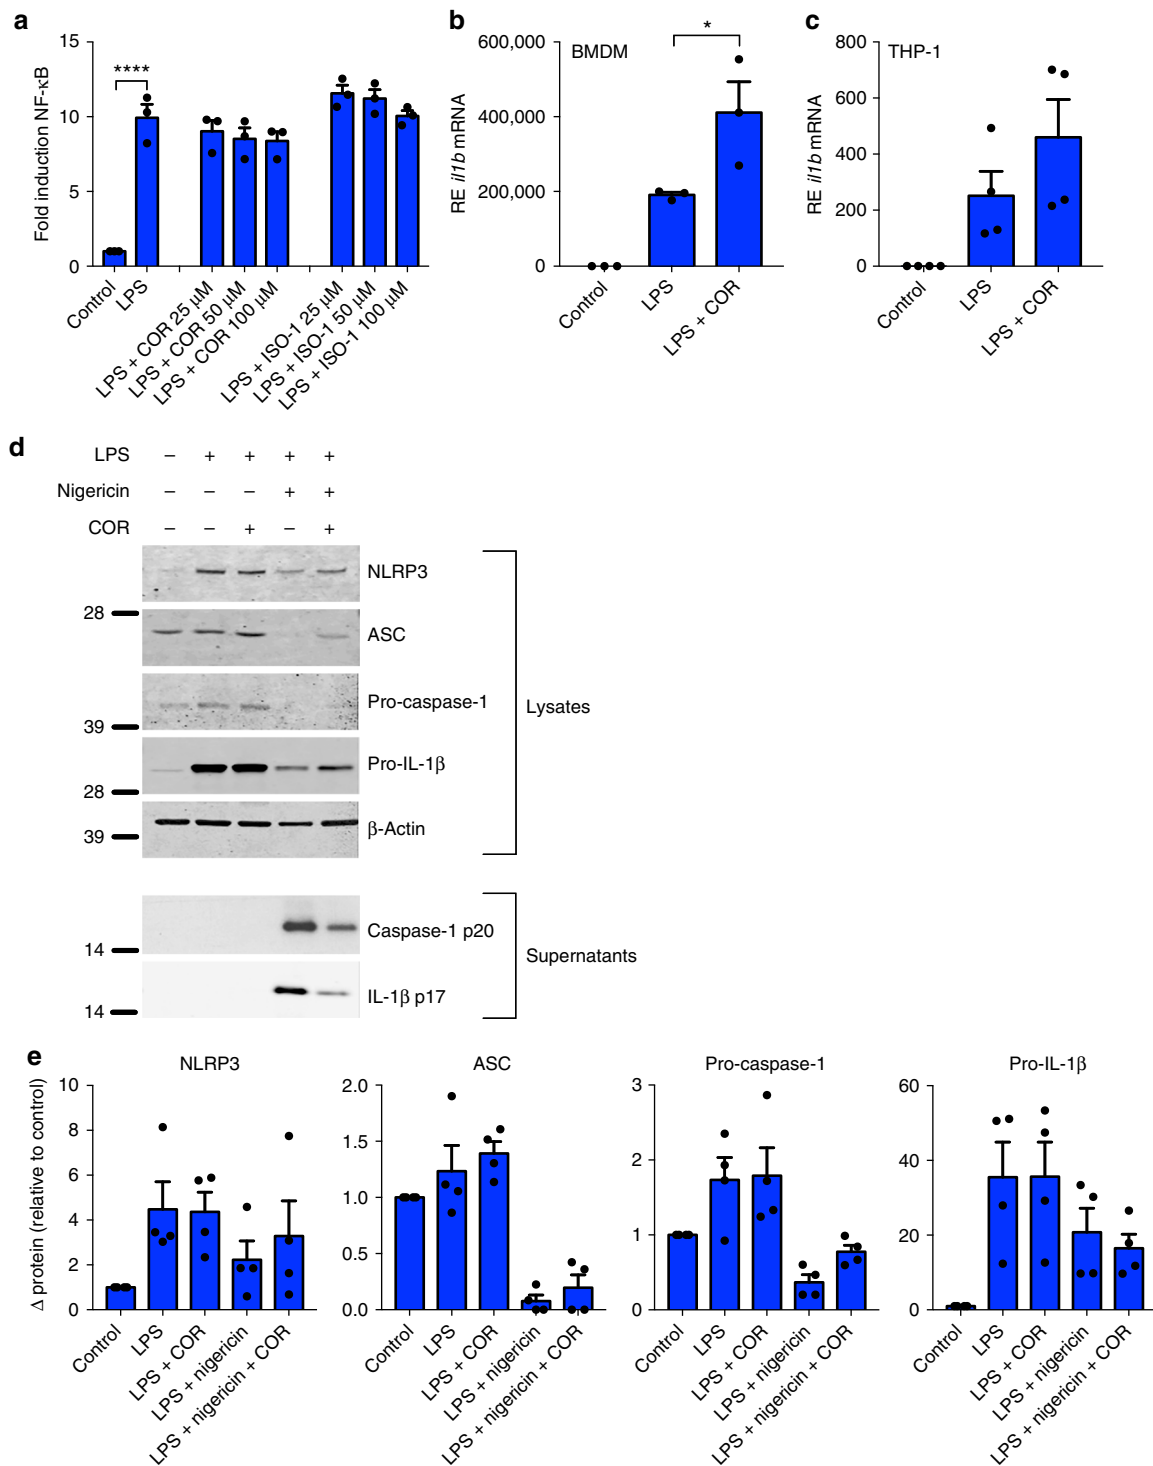 a
15
10
5
0
Fold induction NF-κB
****
Control
LPS
LPS + COR 25 μM
LPS + COR 50 μM
LPS + COR 100 μM
LPS + ISO-1 25 μM
LPS + ISO-1 50 μM
LPS + ISO-1 100 μM
b
600,000
400,000
200,000
0
RE il1b mRNA
BMDM
*
Control
LPS
LPS + COR
c
800
600
400
200
0
RE il1b mRNA
THP-1
Control
LPS
LPS + COR
d
LPS – + + + +
Nigericin – – – + +
COR – – + – +
NLRP3
28
ASC
Pro-caspase-1
39
Pro-IL-1β
28
β-Actin
39
Lysates
Caspase-1 p20
14
IL-1β p17
14
Supernatants
e
NLRP3
10
8
6
4
2
0
Δ protein (relative to control)
Control
LPS
LPS + COR
LPS + nigericin
LPS + nigericin + COR
ASC
2.0
1.5
1.0
0.5
0.0
Control
LPS
LPS + COR
LPS + nigericin
LPS + nigericin + COR
Pro-caspase-1
3
2
1
0
Control
LPS
LPS + COR
LPS + nigericin
LPS + nigericin + COR
Pro-IL-1β
60
40
20
0
Control
LPS
LPS + COR
LPS + nigericin
LPS + nigericin + COR